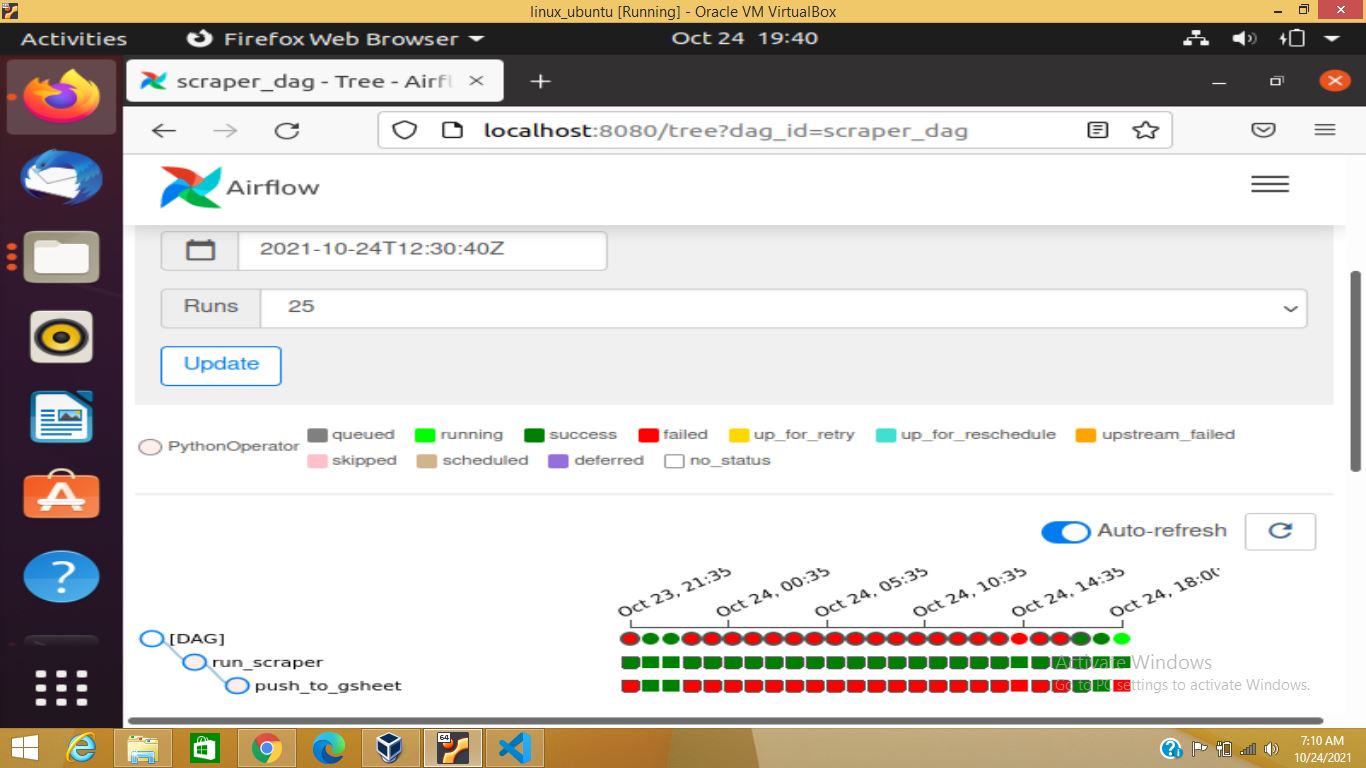 linux_ubuntu [Running] - Oracle VM VirtualBox
Activities Firefox Web Browser Oct 24 19:40
scraper_dag - Tree - Airfl
localhost:8080/tree?dag_id=scraper_dag
Airflow
2021-10-24T12:30:40Z
Runs 25
Update
PythonOperator queued running success failed up_for_retry up_for_reschedule upstream_failed
skipped scheduled deferred no_status
Auto-refresh
Oct 23, 21:35 Oct 24, 00:35 Oct 24, 05:35 Oct 24, 10:35 Oct 24, 14:35 Oct 24, 18:00
[DAG]
run_scraper
push_to_gsheet
Activate Windows
Go to PC settings to activate Windows.
64
7:10 AM
10/24/2021